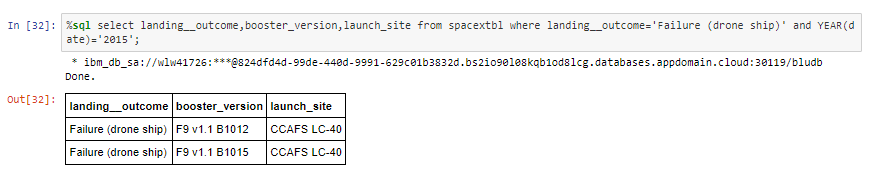 In [32]: %sql select landing__outcome,booster_version,launch_site from spacextbl where landing__outcome='Failure (drone ship)' and YEAR(d
ate)='2015';
* ibm_db_sa://wlw41726:***@824dfd4d-99de-440d-9991-629c01b3832d.bs2io90l08kqb1od8lcg.databases.appdomain.cloud:30119/bludb
Done.
Out[32]:
landing__outcome booster_version launch_site
Failure (drone ship) F9 v1.1 B1012 CCAFS LC-40
Failure (drone ship) F9 v1.1 B1015 CCAFS LC-40